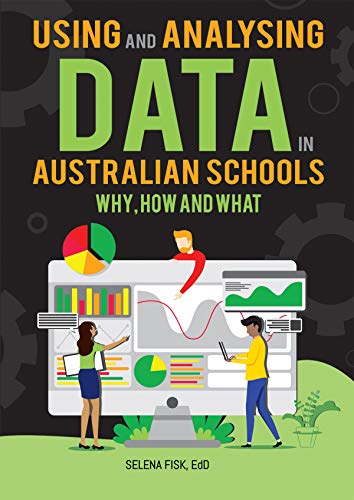 USING AND ANALYSING
DATA IN
AUSTRALIAN SCHOOLS
WHY, HOW AND WHAT
SELENA FISK, EdD